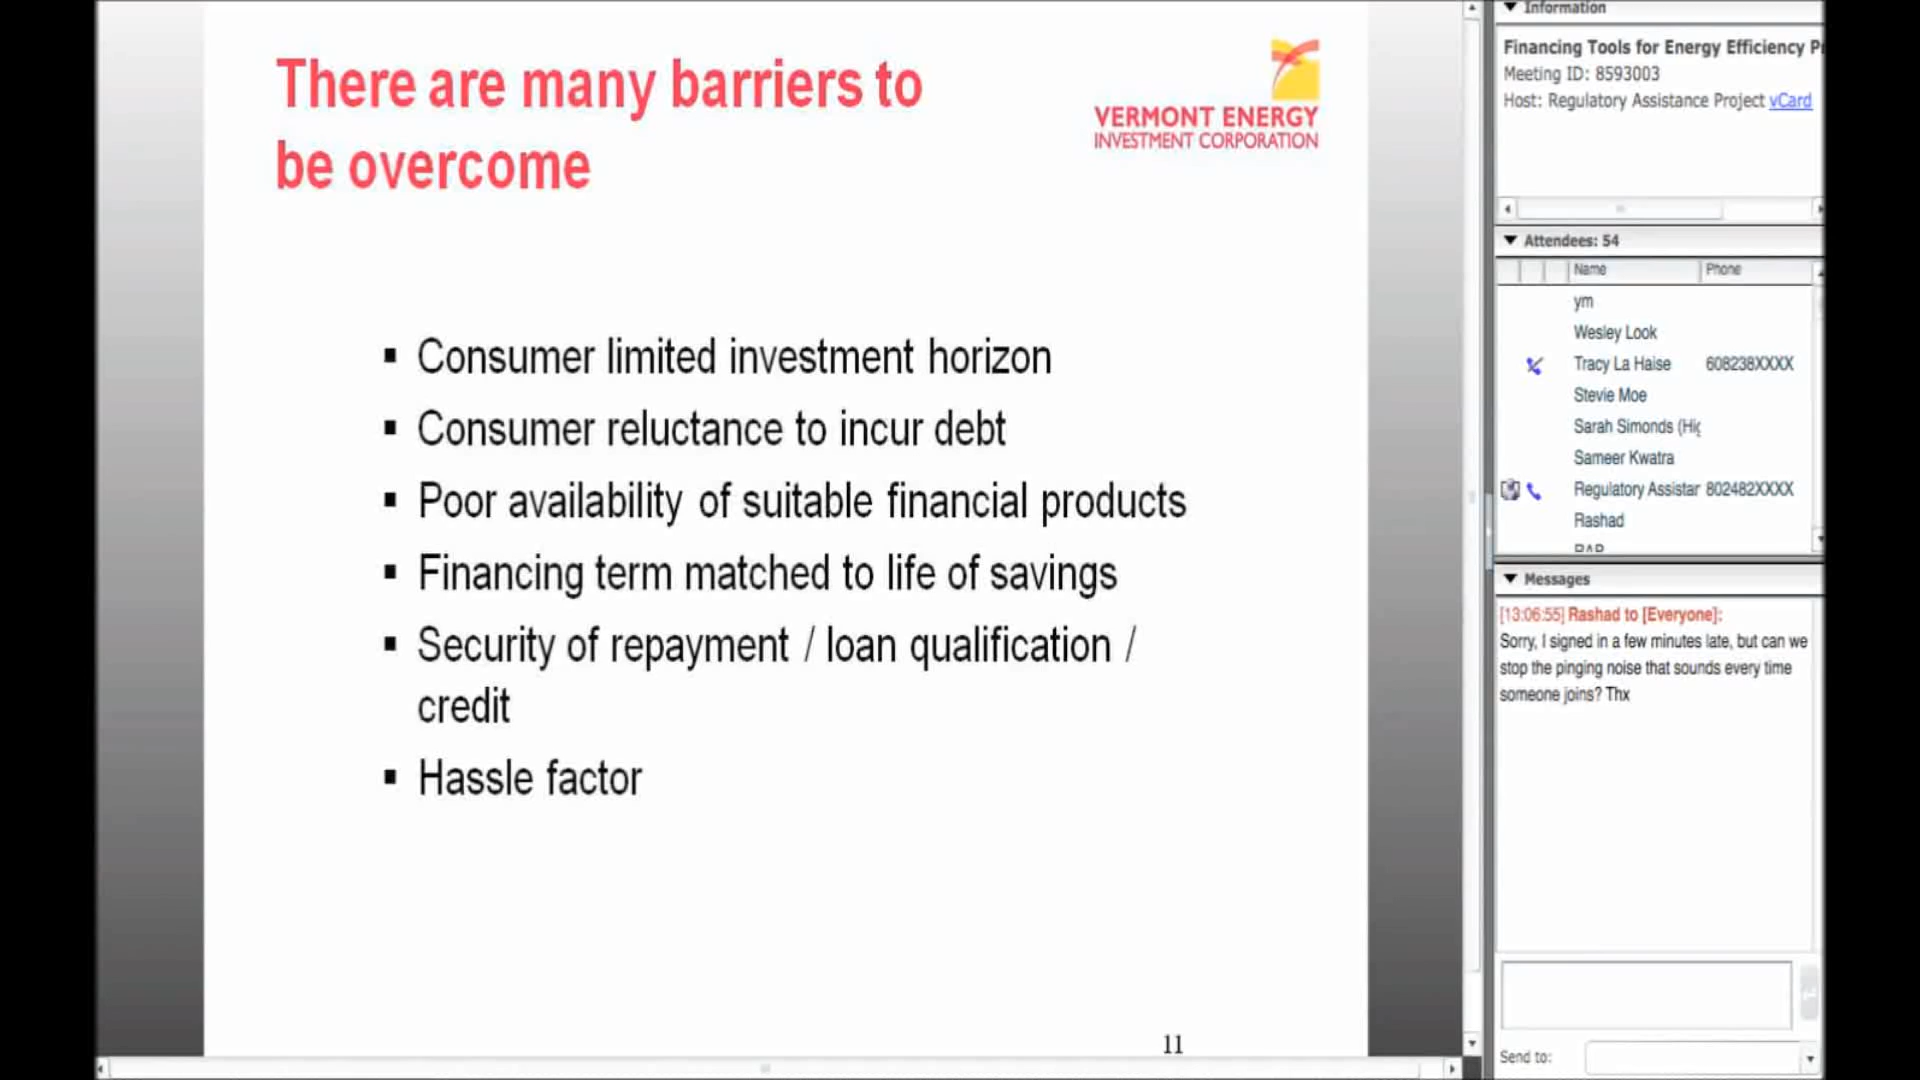 There are many barriers to
be overcome
VERMONT ENERGY
INVESTMENT CORPORATION
▪ Consumer limited investment horizon
▪ Consumer reluctance to incur debt
▪ Poor availability of suitable financial products
▪ Financing term matched to life of savings
▪ Security of repayment / loan qualification /
credit
▪ Hassle factor
11
Information
Financing Tools for Energy Efficiency
Meeting ID: 8593003
Host: Regulatory Assistance Project vCard
Attendees: 54
Name Phone
ym
Wesley Look
Tracy La Haise 608238XXXX
Stevie Moe
Sarah Simonds (Hig
Sameer Kwatra
Regulatory Assistar 802482XXXX
Rashad
Messages
[13:06:55] Rashad to [Everyone]:
Sorry, I signed in a few minutes late, but can we
stop the pinging noise that sounds every time
someone joins? Thx
Send to: